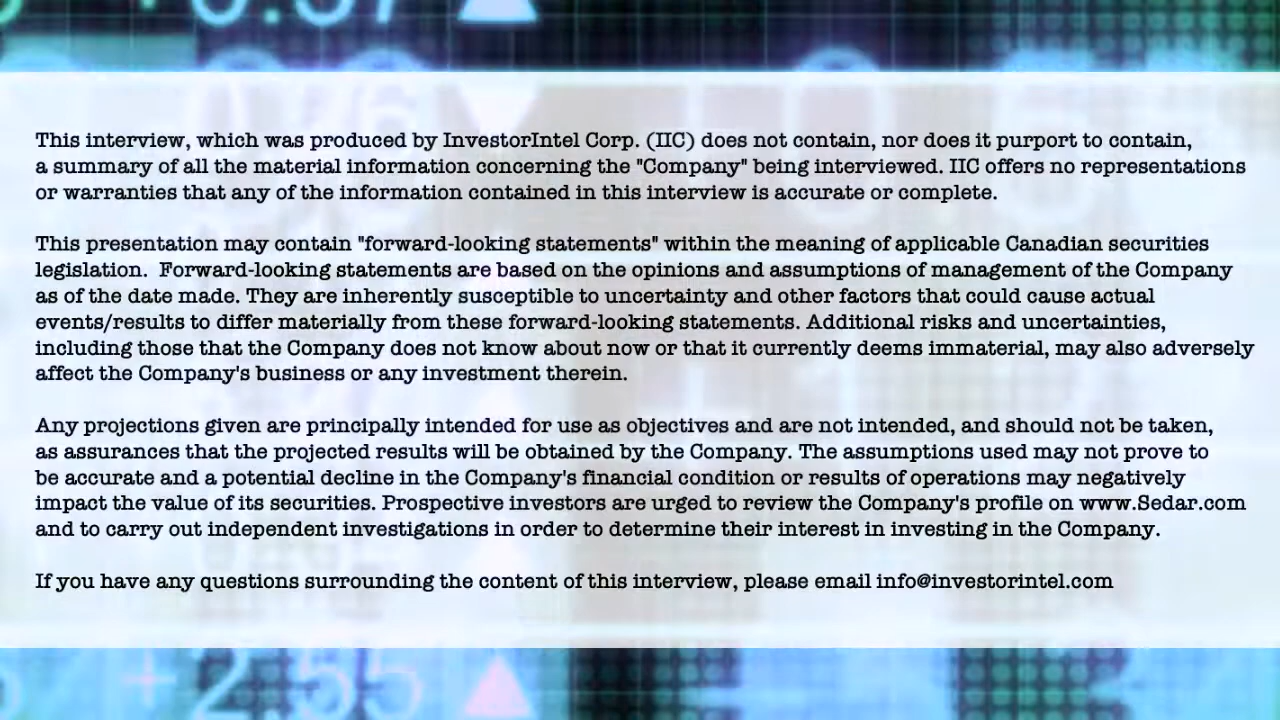 0.57 ▲
0.26 ▼
This interview, which was produced by InvestorIntel Corp. (IIC) does not contain, nor does it purport to contain,
a summary of all the material information concerning the "Company" being interviewed. IIC offers no representations
or warranties that any of the information contained in this interview is accurate or complete.
This presentation may contain "forward-looking statements" within the meaning of applicable Canadian securities
legislation.  Forward-looking statements are based on the opinions and assumptions of management of the Company
as of the date made. They are inherently susceptible to uncertainty and other factors that could cause actual
events/results to differ materially from these forward-looking statements. Additional risks and uncertainties,
including those that the Company does not know about now or that it currently deems immaterial, may also adversely
affect the Company's business or any investment therein.
Any projections given are principally intended for use as objectives and are not intended, and should not be taken,
as assurances that the projected results will be obtained by the Company. The assumptions used may not prove to
be accurate and a potential decline in the Company's financial condition or results of operations may negatively
impact the value of its securities. Prospective investors are urged to review the Company's profile on www.Sedar.com
and to carry out independent investigations in order to determine their interest in investing in the Company.
If you have any questions surrounding the content of this interview, please email info@investorintel.com
+2.55 ▲